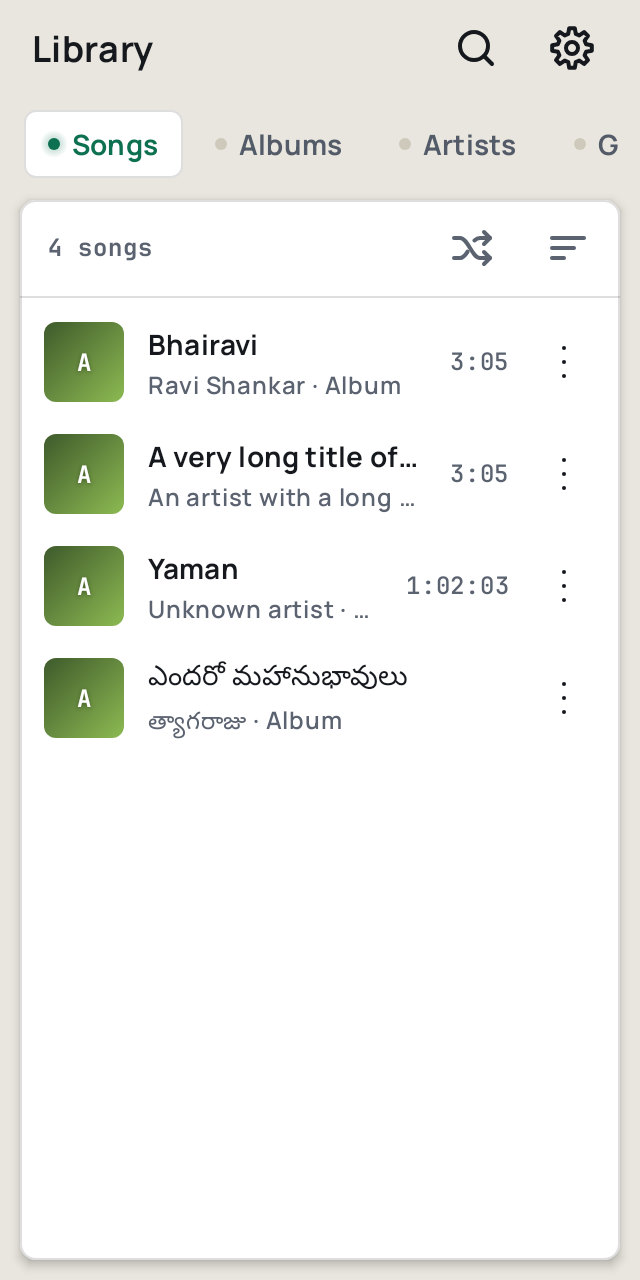 Library
Songs Albums Artists G
4 songs
A
Bhairavi
Ravi Shankar · Album
3:05
A
A very long title of…
An artist with a long …
3:05
A
Yaman
Unknown artist · …
1:02:03
A
ఎందరో మహానుభావులు
త్యాగరాజు · Album